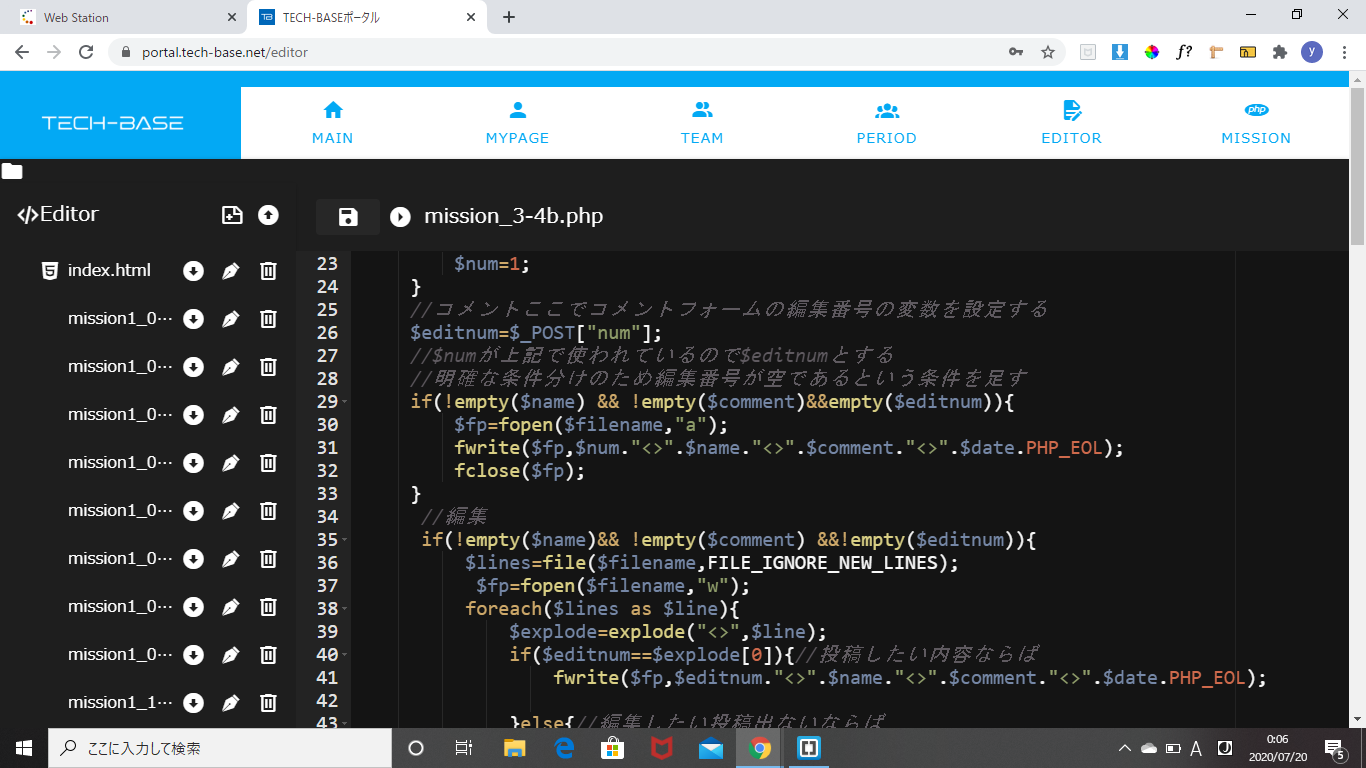 Web Station
TECH-BASEポータル
portal.tech-base.net/editor
f?
y
TECH-BASE
MAIN
MYPAGE
TEAM
PERIOD
EDITOR
php
MISSION
</>Editor
mission_3-4b.php
index.html
mission1_0…
mission1_0…
mission1_0…
mission1_0…
mission1_0…
mission1_0…
mission1_0…
mission1_0…
mission1_1…
23 $num=1;
24 }
25 //コメントここでコメントフォームの編集番号の変数を設定する
26 $editnum=$_POST["num"];
27 //$numが上記で使われているので$editnumとする
28 //明確な条件分けのため編集番号が空であるという条件を足す
29 if(!empty($name) && !empty($comment)&&empty($editnum)){
30 $fp=fopen($filename,"a");
31 fwrite($fp,$num."<>".$name."<>".$comment."<>".$date.PHP_EOL);
32 fclose($fp);
33 }
34 //編集
35 if(!empty($name)&& !empty($comment) &&!empty($editnum)){
36 $lines=file($filename,FILE_IGNORE_NEW_LINES);
37 $fp=fopen($filename,"w");
38 foreach($lines as $line){
39 $explode=explode("<>",$line);
40 if($editnum==$explode[0]){//投稿したい内容ならば
41 fwrite($fp,$editnum."<>".$name."<>".$comment."<>".$date.PHP_EOL);
42
43 }else{//編集したい投稿出ないならば
ここに入力して検索
A
J
0:06
2020/07/20
5